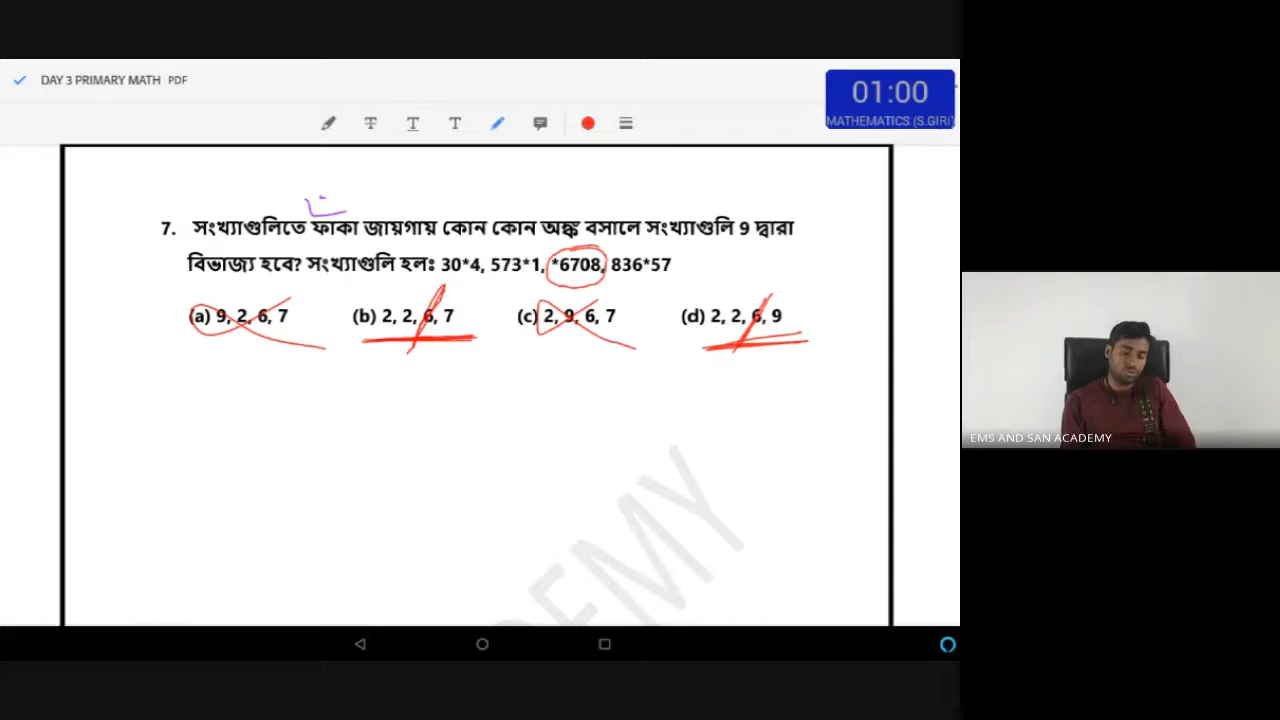 DAY 3 PRIMARY MATH PDF
01:00
MATHEMATICS (S.GIRI)
T T T
7. সংখ্যাগুলিতে ফাকা জায়গায় কোন কোন অঙ্ক বসালে সংখ্যাগুলি 9 দ্বারা
বিভাজ্য হবে? সংখ্যাগুলি হলঃ 30*4, 573*1, *6708, 836*57
(a) 9, 2, 6, 7 (b) 2, 2, 6, 7 (c) 2, 9, 6, 7 (d) 2, 2, 6, 9
EMS AND SAN ACADEMY
DEMY